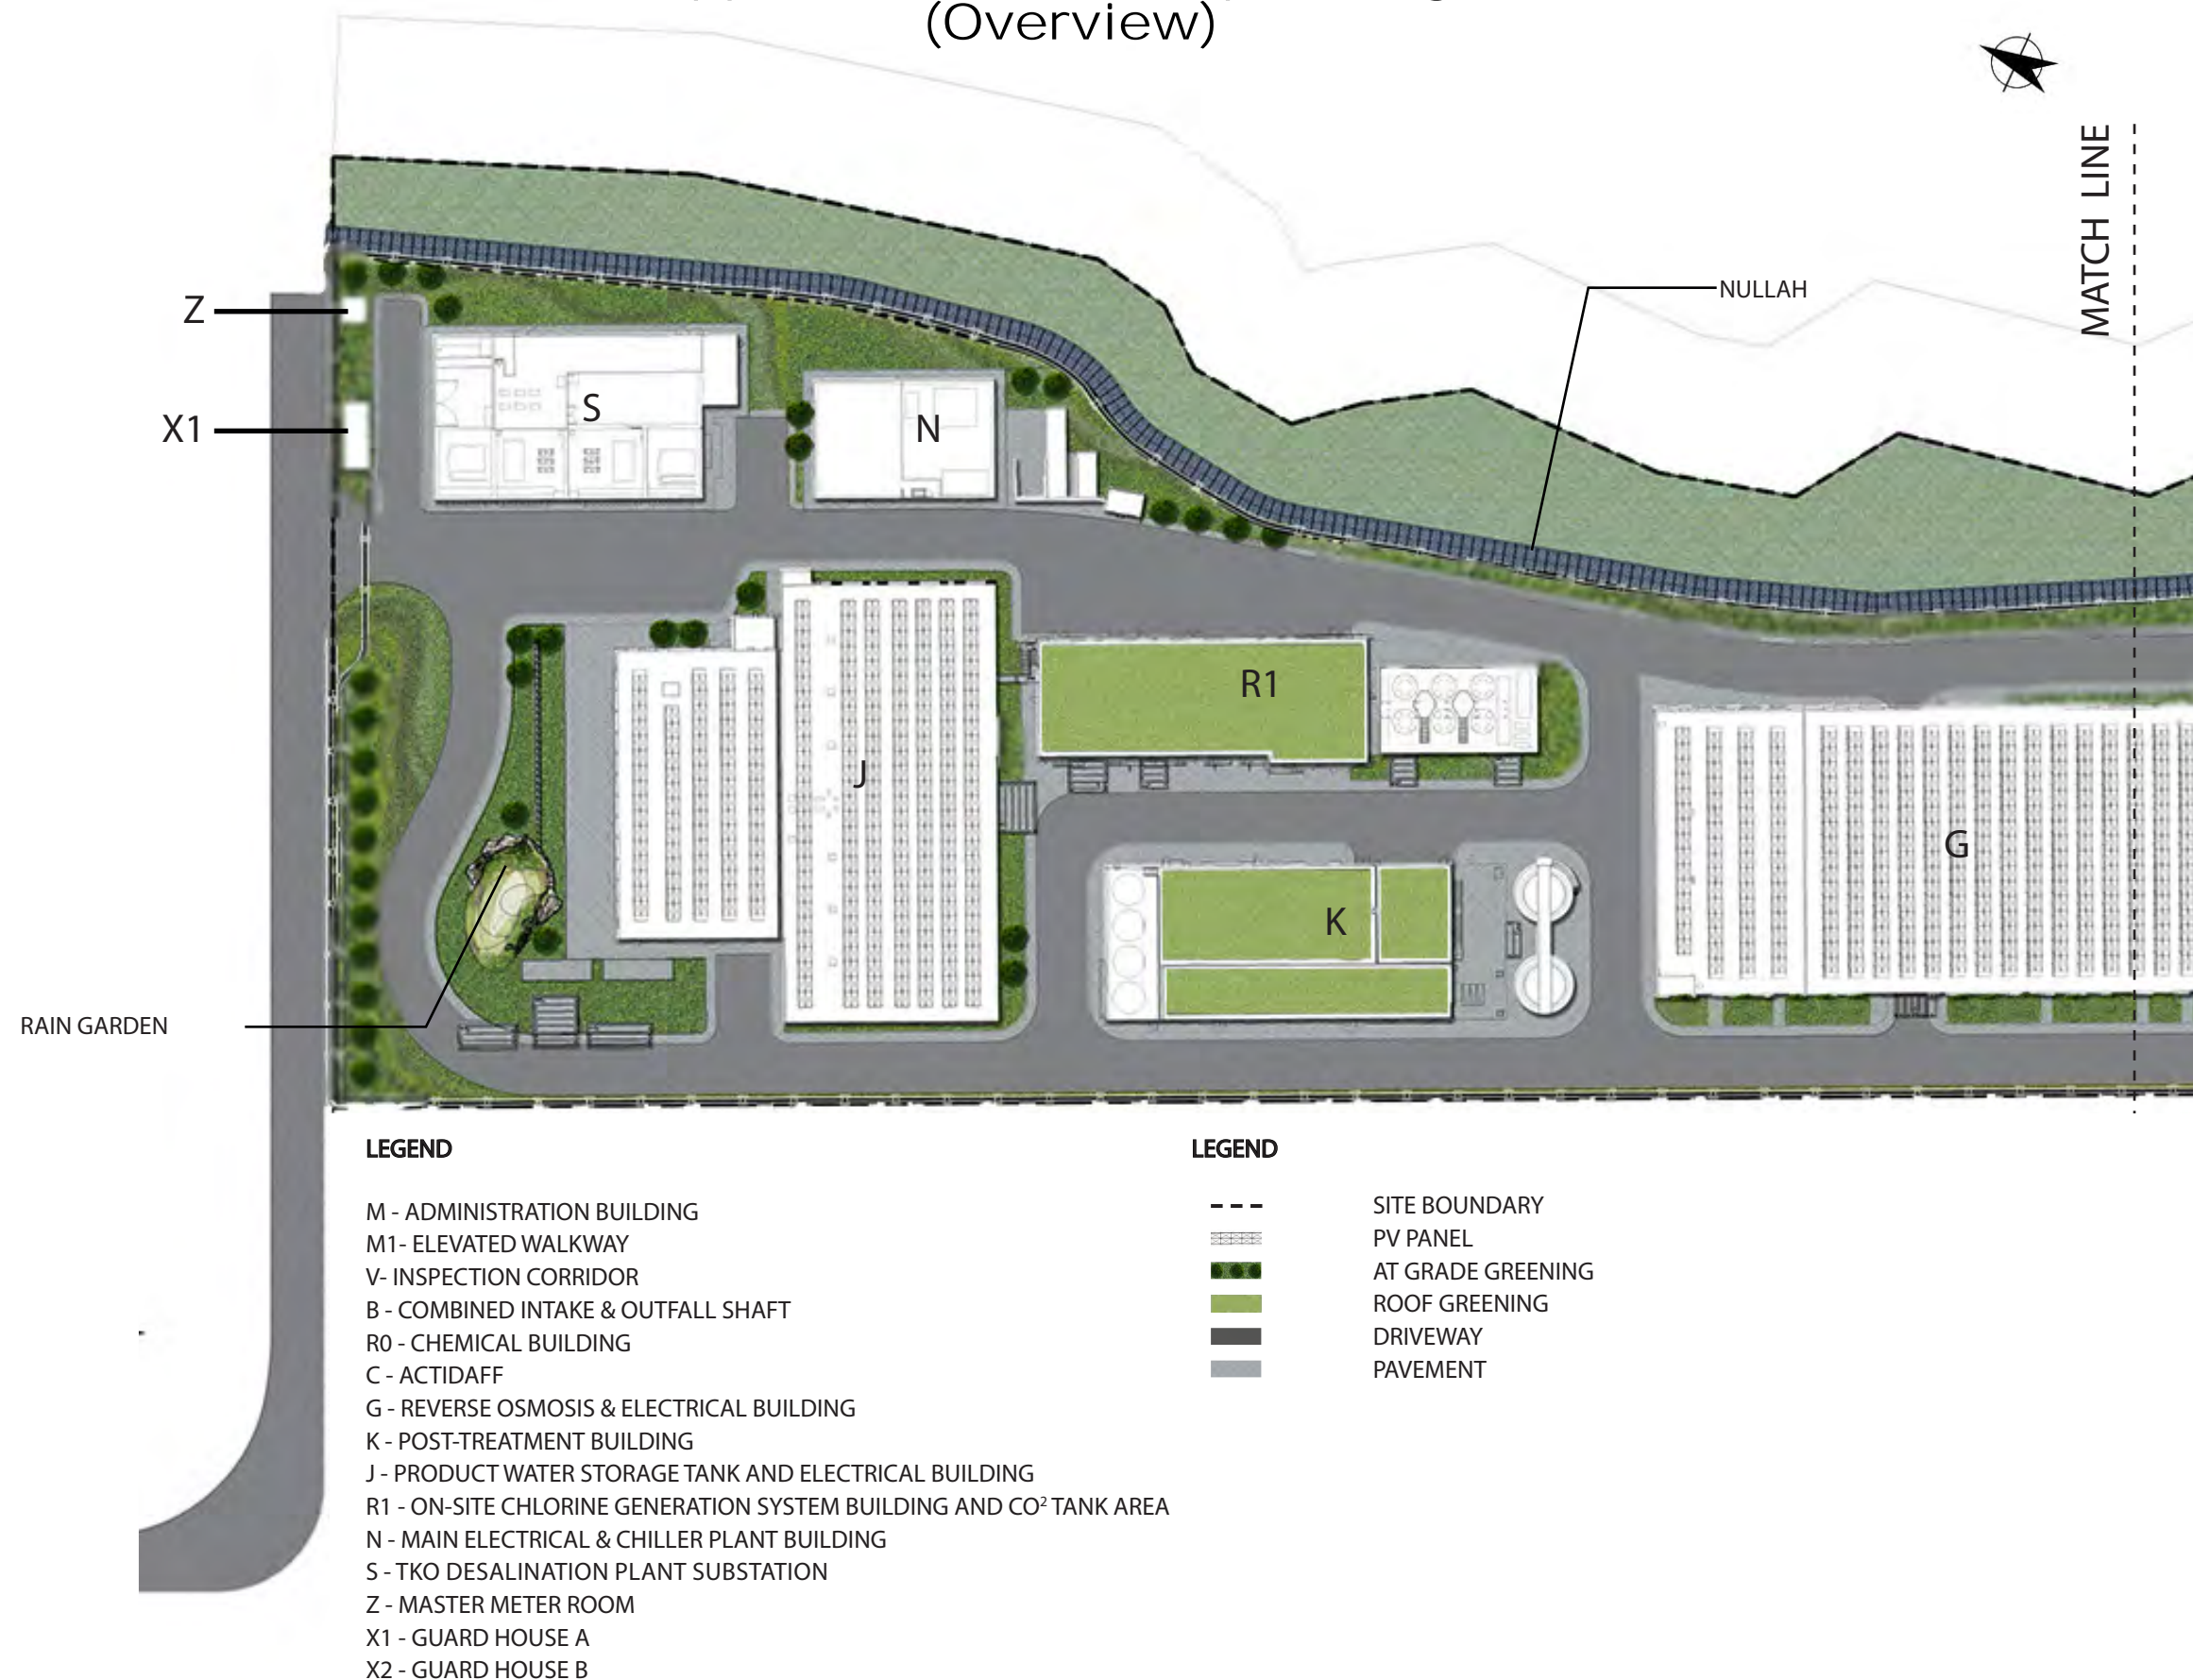 (Overview)
MATCH LINE
NULLAH
Z
X1
S
N
R1
J
G
K
RAIN GARDEN
LEGEND
M - ADMINISTRATION BUILDING
M1- ELEVATED WALKWAY
V- INSPECTION CORRIDOR
B - COMBINED INTAKE & OUTFALL SHAFT
R0 - CHEMICAL BUILDING
C - ACTIDAFF
G - REVERSE OSMOSIS & ELECTRICAL BUILDING
K - POST-TREATMENT BUILDING
J - PRODUCT WATER STORAGE TANK AND ELECTRICAL BUILDING
R1 - ON-SITE CHLORINE GENERATION SYSTEM BUILDING AND CO² TANK AREA
N - MAIN ELECTRICAL & CHILLER PLANT BUILDING
S - TKO DESALINATION PLANT SUBSTATION
Z - MASTER METER ROOM
X1 - GUARD HOUSE A
X2 - GUARD HOUSE B
LEGEND
SITE BOUNDARY
PV PANEL
AT GRADE GREENING
ROOF GREENING
DRIVEWAY
PAVEMENT